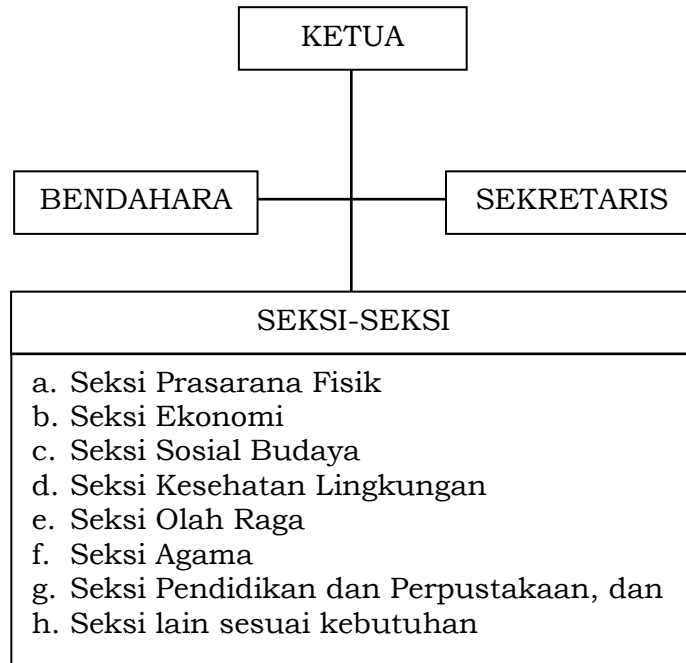 KETUA
BENDAHARA
SEKRETARIS
SEKSI-SEKSI
a. Seksi Prasarana Fisik
b. Seksi Ekonomi
c. Seksi Sosial Budaya
d. Seksi Kesehatan Lingkungan
e. Seksi Olah Raga
f. Seksi Agama
g. Seksi Pendidikan dan Perpustakaan, dan
h. Seksi lain sesuai kebutuhan